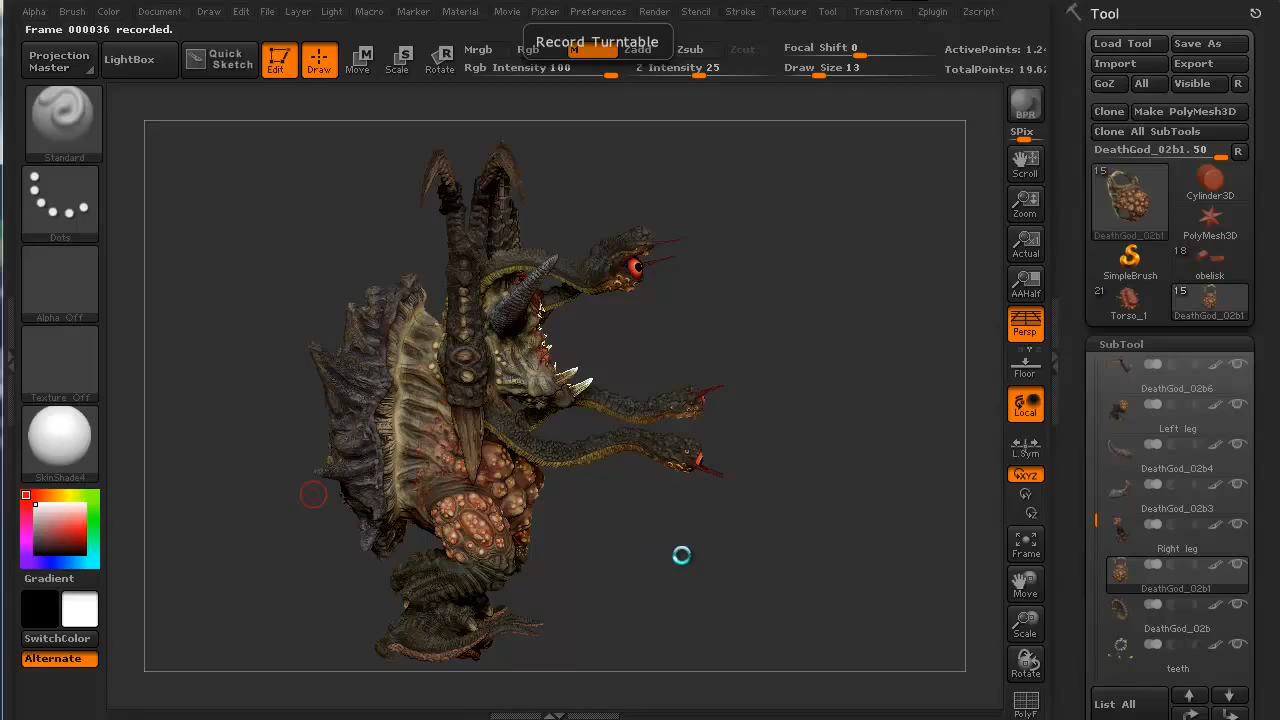 Alpha Brush Color Document Draw Edit File Layer Light Macro Marker Material Movie Picker Preferences Render Stencil Stroke Texture Tool Transform Zplugin Zscript
Frame 000036 recorded.
Record Turntable
Projection Master
LightBox
Quick Sketch
Edit
Draw
Move
Scale
Rotate
Mrgb Rgb M Zadd Zsub Zcut
Rgb Intensity 100 Z Intensity 25
Focal Shift 0
Draw Size 13
ActivePoints: 1.24
TotalPoints: 19.62
Standard
Dots
Alpha Off
Texture Off
SkinShade4
Gradient
SwitchColor
Alternate
BPR
SPix
Scroll
Zoom
Actual
AAHalf
Persp
Floor
Local
L.Sym
XYZ
Frame
Move
Scale
Rotate
PolyF
Tool
Load Tool Save As
Import Export
GoZ All Visible R
Clone Make PolyMesh3D
Clone All SubTools
DeathGod_02b1. 50 R
15
DeathGod_02b1
Cylinder3D
PolyMesh3D
SimpleBrush
18
obelisk
21
Torso_1
15
DeathGod_02b1
SubTool
DeathGod_02b6
Left leg
DeathGod_02b4
DeathGod_02b3
Right leg
DeathGod_02b1
DeathGod_02b
teeth
List All